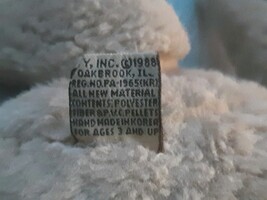 Y, INC. ©1988
OAKBROOK, IL.
REG.NO.PA-1965(KR)
ALL NEW MATERIAL
CONTENTS: POLYESTER
FIBER & P.V.C. PELLETS
HAND MADE IN KOREA
FOR AGES 3 AND UP